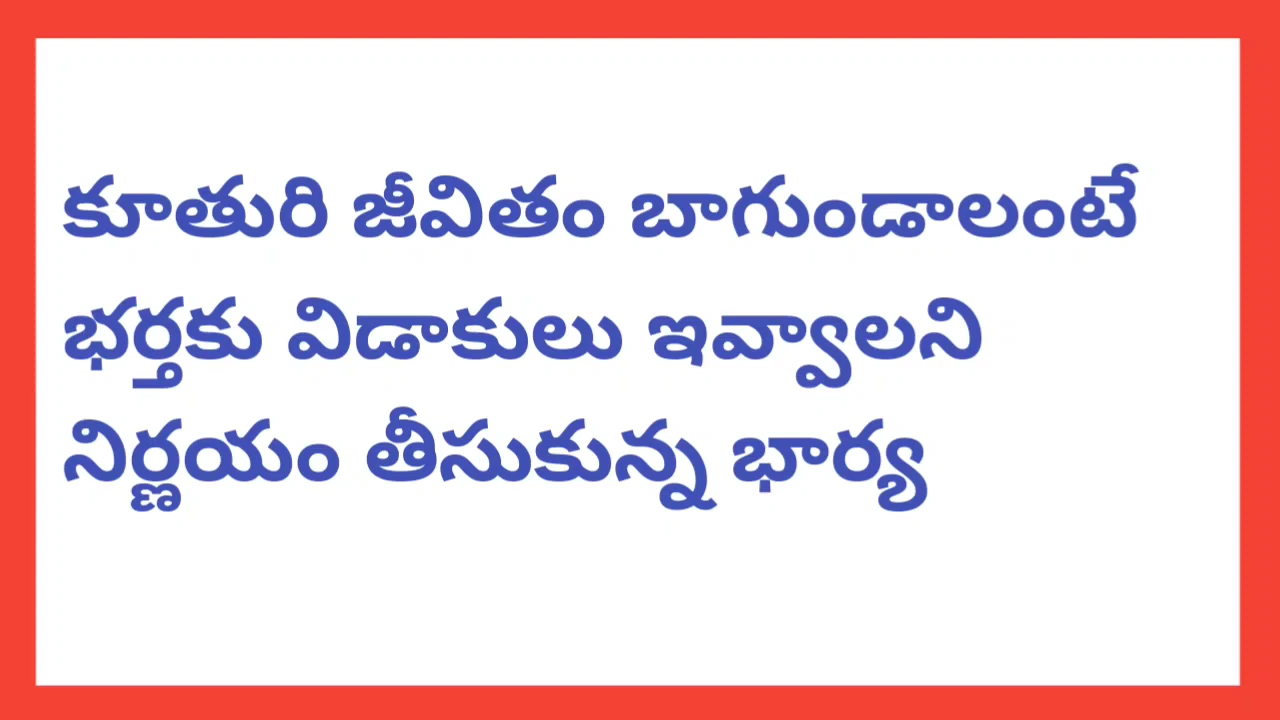 కూతురి జీవితం బాగుండాలంటే
భర్తకు విడాకులు ఇవ్వాలని
నిర్ణయం తీసుకున్న భార్య